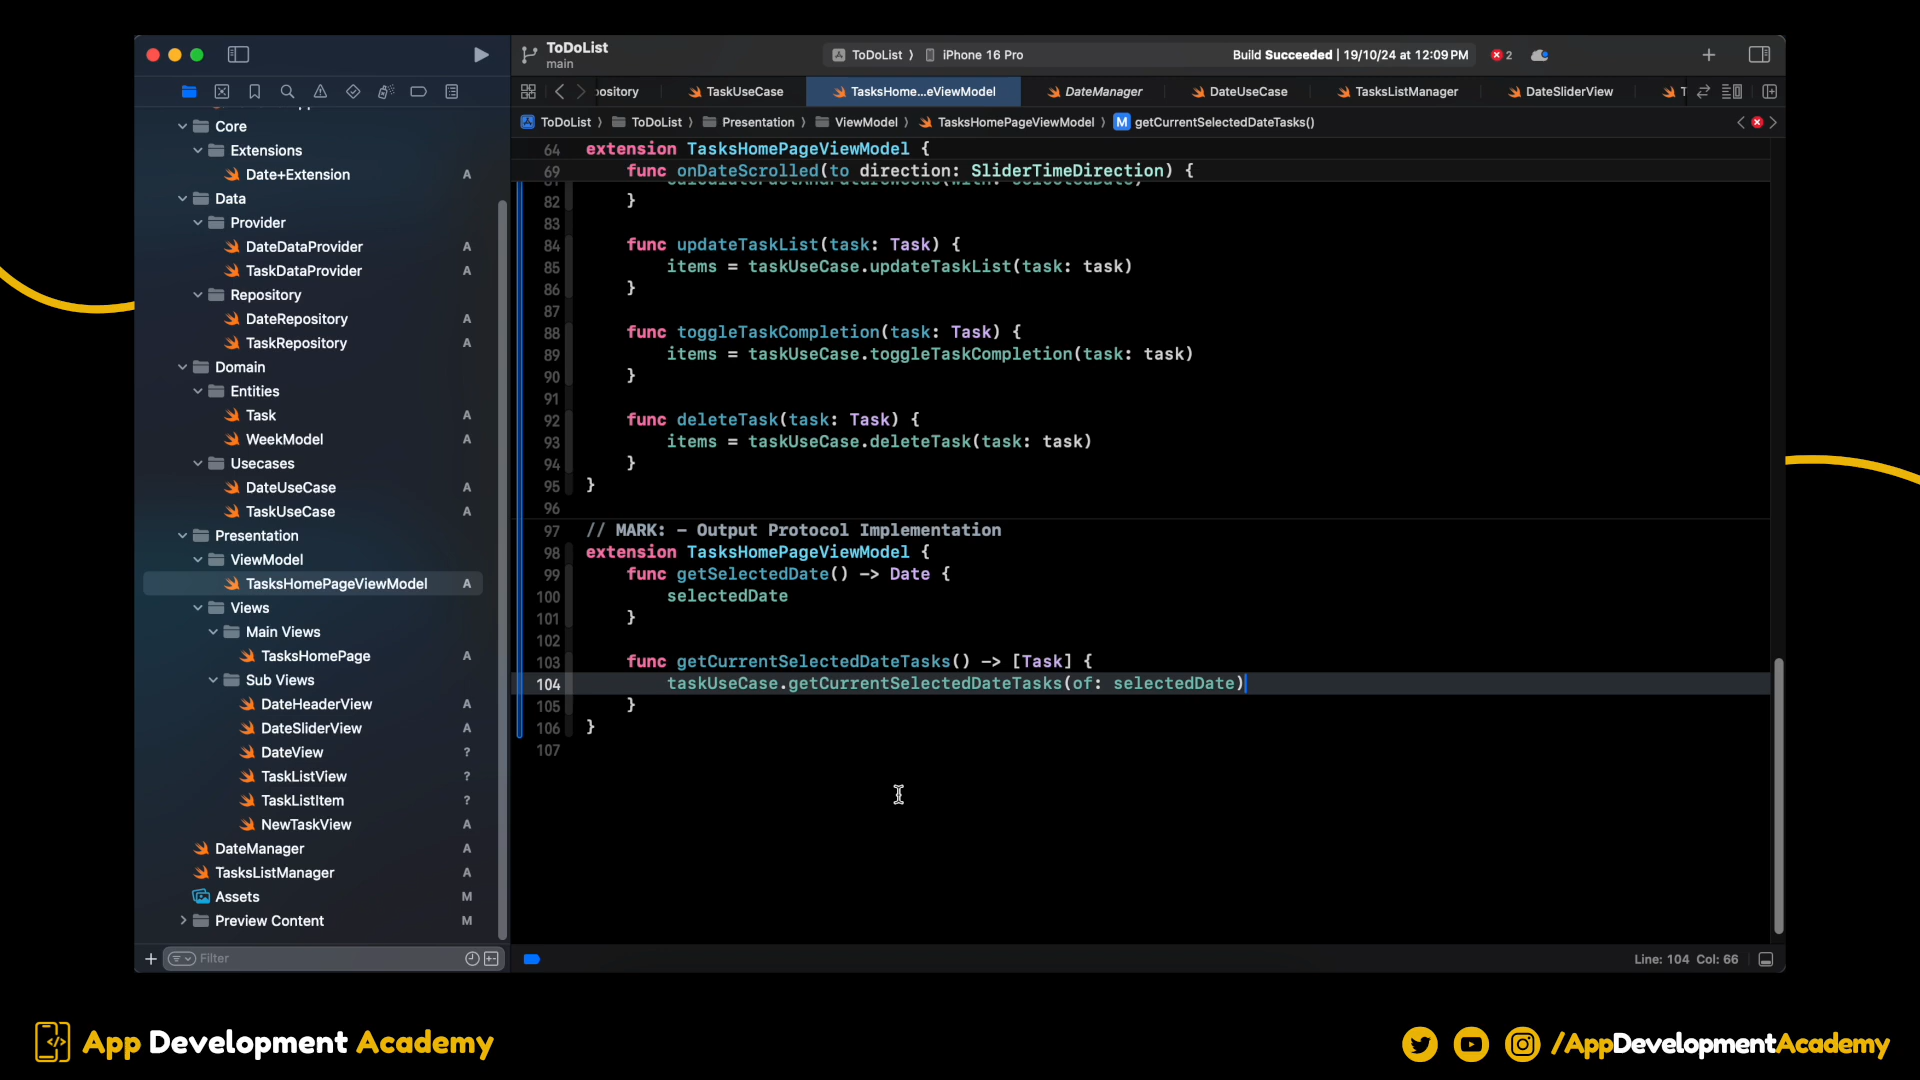 ToDoList
main
ToDoList
iPhone 16 Pro
Build Succeeded | 19/10/24 at 12:09 PM
2
ository
TaskUseCase
TasksHome...eViewModel
DateManager
DateUseCase
TasksListManager
DateSliderView
T
ToDoList
ToDoList
Presentation
ViewModel
TasksHomePageViewModel
M getCurrentSelectedDateTasks()
Core
Extensions
Date+Extension A
Data
Provider
DateDataProvider A
TaskDataProvider A
Repository
DateRepository A
TaskRepository A
Domain
Entities
Task A
WeekModel A
Usecases
DateUseCase A
TaskUseCase A
Presentation
ViewModel
TasksHomePageViewModel A
Views
Main Views
TasksHomePage A
Sub Views
DateHeaderView A
DateSliderView A
DateView ?
TaskListView ?
TaskListItem ?
NewTaskView A
DateManager A
TasksListManager A
Assets M
Preview Content M
Filter
64 extension TasksHomePageViewModel {
69 func onDateScrolled(to direction: SliderTimeDirection) {
82 }
83
84 func updateTaskList(task: Task) {
85 items = taskUseCase.updateTaskList(task: task)
86 }
87
88 func toggleTaskCompletion(task: Task) {
89 items = taskUseCase.toggleTaskCompletion(task: task)
90 }
91
92 func deleteTask(task: Task) {
93 items = taskUseCase.deleteTask(task: task)
94 }
95 }
96
97 // MARK: - Output Protocol Implementation
98 extension TasksHomePageViewModel {
99 func getSelectedDate() -> Date {
100 selectedDate
101 }
102
103 func getCurrentSelectedDateTasks() -> [Task] {
104 taskUseCase.getCurrentSelectedDateTasks(of: selectedDate)
105 }
106 }
107
Line: 104 Col: 66
App Development Academy
/AppDevelopmentAcademy